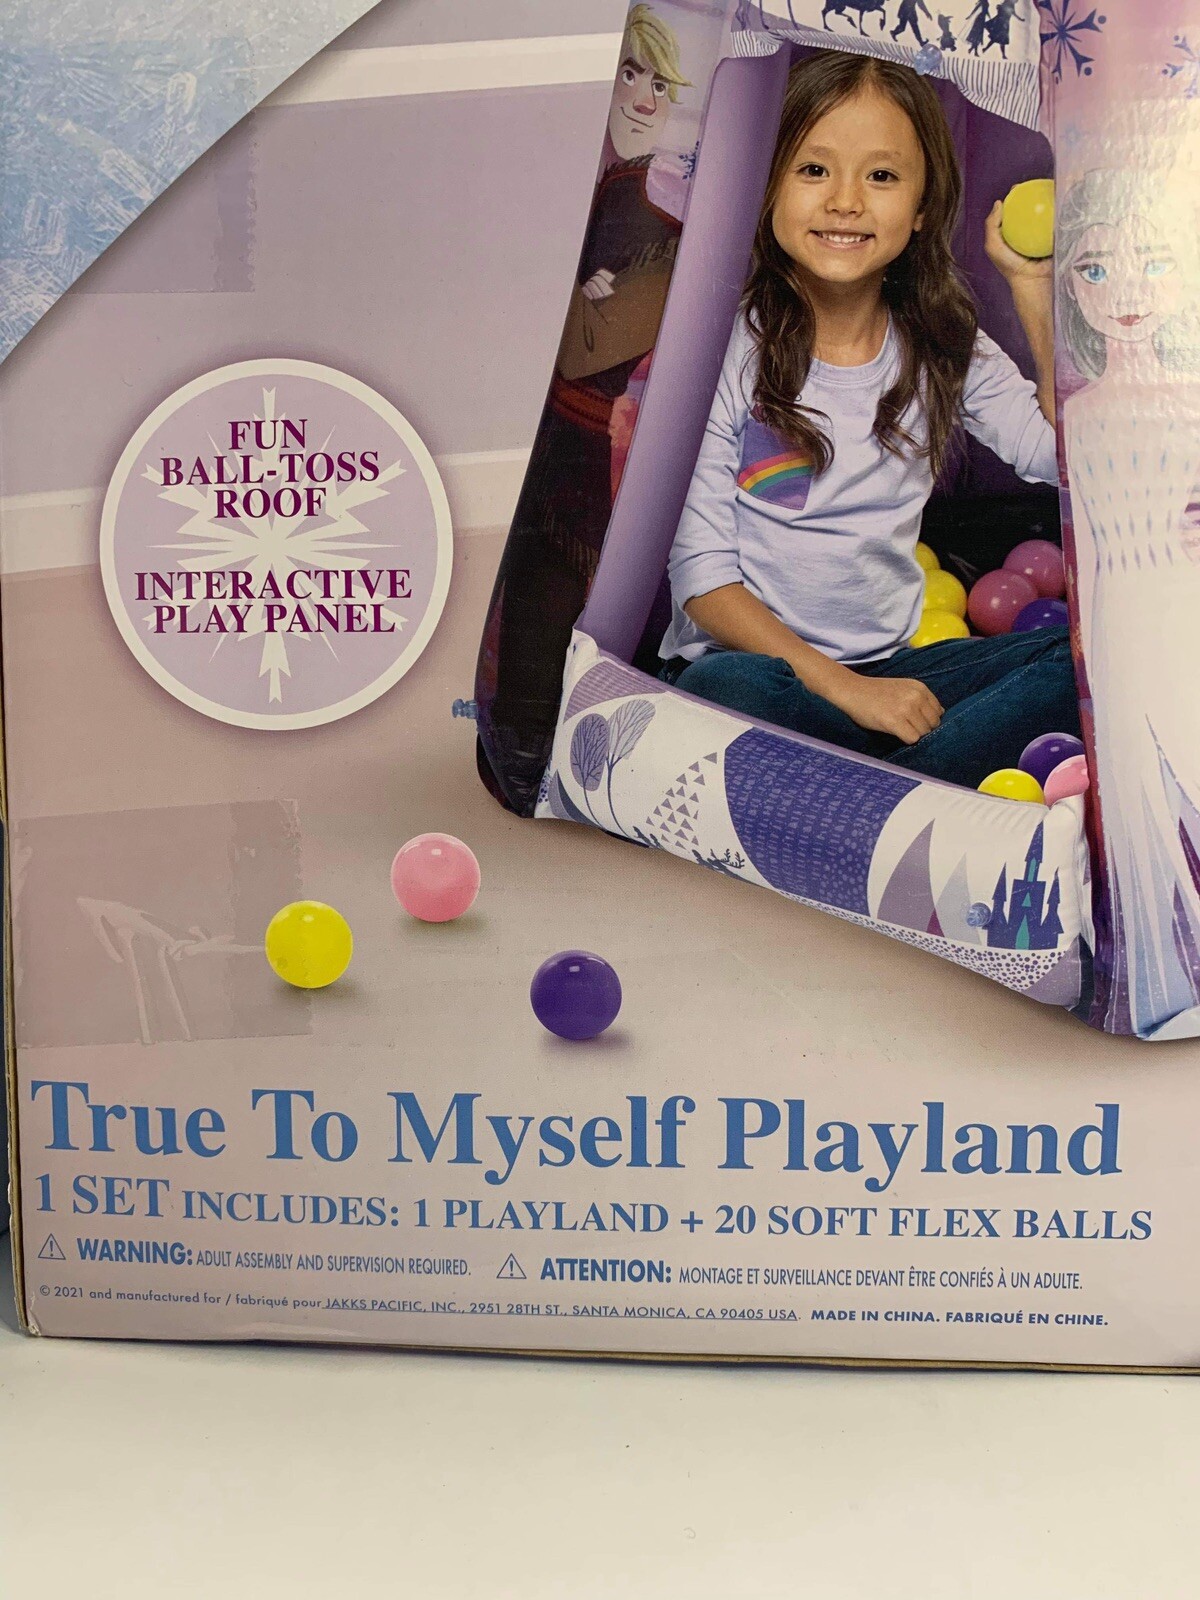 FUN
BALL-TOSS
ROOF
INTERACTIVE
PLAY PANEL
True To Myself Playland
1 SET INCLUDES: 1 PLAYLAND + 20 SOFT FLEX BALLS
⚠ WARNING: ADULT ASSEMBLY AND SUPERVISION REQUIRED. ⚠ ATTENTION: MONTAGE ET SURVEILLANCE DEVANT ÊTRE CONFIÉS À UN ADULTE.
© 2021 and manufactured for / fabriqué pour JAKKS PACIFIC, INC., 2951 28TH ST., SANTA MONICA, CA 90405 USA. MADE IN CHINA. FABRIQUÉ EN CHINE.